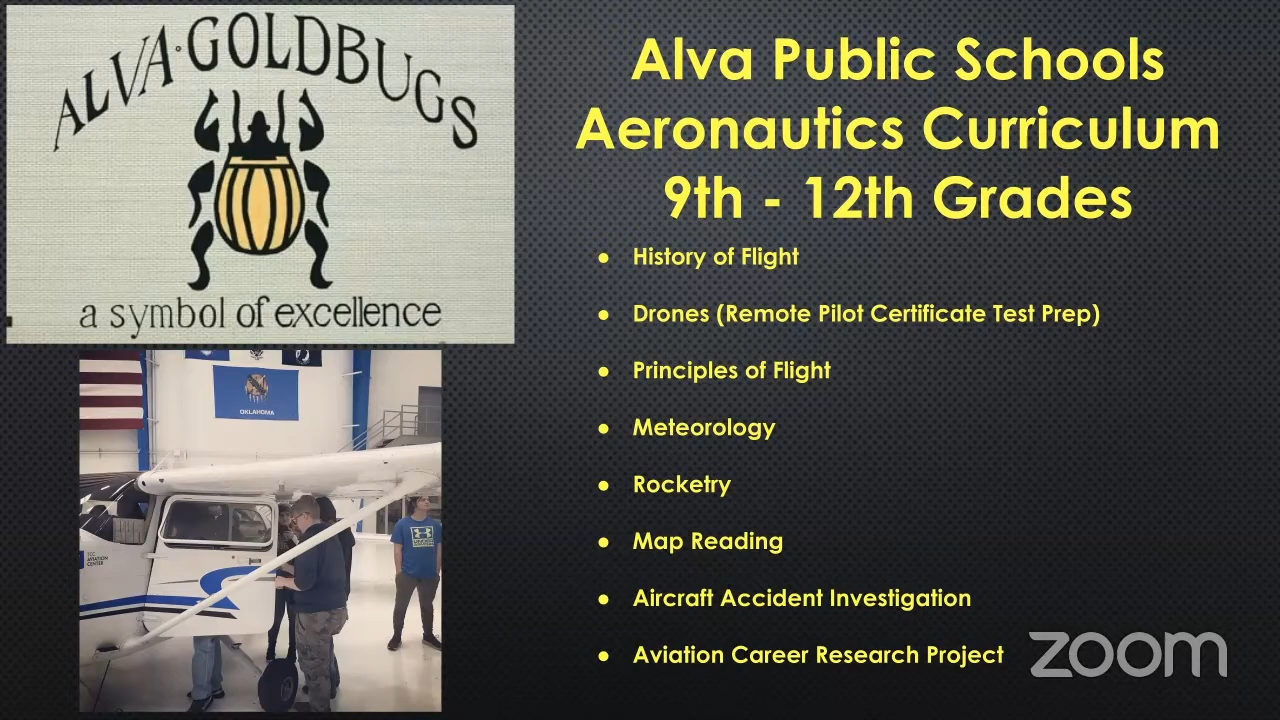 ALVA·GOLDBUGS
a symbol of excellence
OKLAHOMA
AVIATION
CENTER
Alva Public Schools
Aeronautics Curriculum
9th - 12th Grades
● History of Flight
● Drones (Remote Pilot Certificate Test Prep)
● Principles of Flight
● Meteorology
● Rocketry
● Map Reading
● Aircraft Accident Investigation
● Aviation Career Research Project
zoom